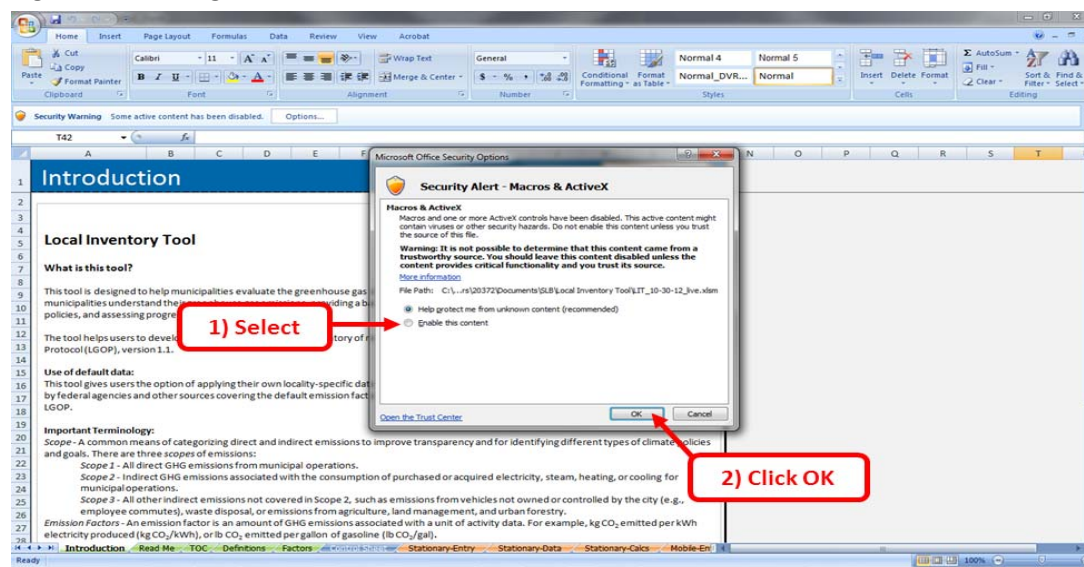 Home Insert Page Layout Formulas Data Review View Acrobat
Cut
Copy
Format Painter
Paste
Calibri 11
Wrap Text
Merge & Center
General
Conditional Formatting
Format as Table
Normal 4 Normal 5
Normal_DVR... Normal
Insert Delete Format
AutoSum
Fill
Clear
Sort & Filter
Find & Select
Clipboard Font Alignment Number Styles Cells Editing
Security Warning Some active content has been disabled. Options...
T42
A B C D E F N O P Q R S T
Introduction
Local Inventory Tool
What is this tool?
This tool is designed to help municipalities evaluate the greenhouse gas
municipalities understand
policies, and assessing
The tool helps users to
Protocol (LGOP), version 1.1.
Use of default data:
This tool gives users the option of applying their own locality-specific
by federal agencies and other sources covering the default emission
LGOP.
Important Terminology:
Scope - A common means of categorizing direct and indirect emissions to improve transparency and for identifying different types of climate policies
and goals. There are three scopes of emissions:
Scope 1 - All direct GHG emissions from municipal operations.
Scope 2 - Indirect GHG emissions associated with the consumption of purchased or acquired electricity, steam, heating, or cooling for
municipal operations.
Scope 3 - All other indirect emissions not covered in Scope 2, such as emissions from vehicles not owned or controlled by the city (e.g.,
employee commutes), waste disposal, or emissions from agriculture, land management, and urban forestry.
Emission Factors - An emission factor is an amount of GHG emissions associated with a unit of activity data. For example, kg CO₂ emitted per kWh
electricity produced (kg CO₂/kWh), or lb CO₂ emitted per gallon of gasoline (lb CO₂/gal).
Microsoft Office Security Options
Security Alert - Macros & ActiveX
Macros & ActiveX
Macros and one or more ActiveX controls have been disabled. This active content might
contain viruses or other security hazards. Do not enable this content unless you trust
the source of this file.
Warning: It is not possible to determine that this content came from a
trustworthy source. You should leave this content disabled unless the
content provides critical functionality and you trust its source.
More information
File Path: C:\...rs\20372\Documents\SLB\Local Inventory Tool\LIT_10-30-12_live.xlsm
Help protect me from unknown content (recommended)
Enable this content
Open the Trust Center
OK Cancel
1) Select
2) Click OK
Introduction Read Me TOC Definitions Factors Control Sheet Stationary-Entry Stationary-Data Stationary-Calcs Mobile-En
Ready
100%